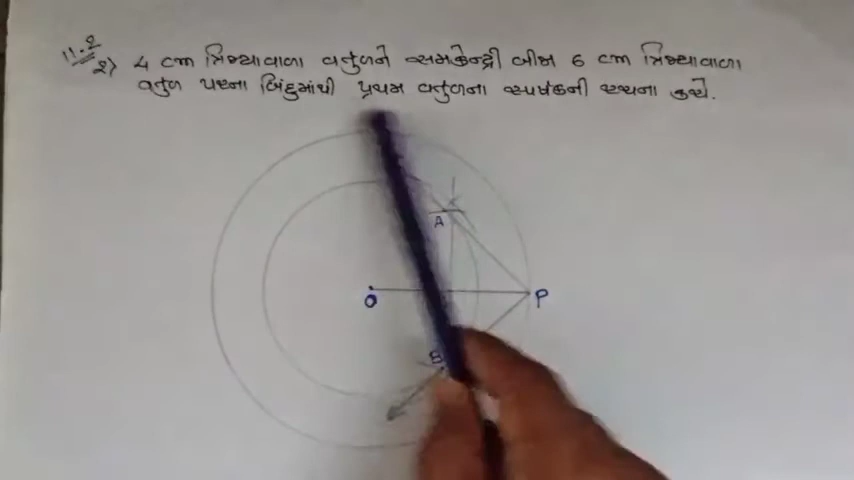 11.2
2) 4 cm ત્રિજ્યાવાળા વર્તુળને સમકેન્દ્રી બીજા 6 cm ત્રિજ્યાવાળા
વર્તુળ પરના બિંદુમાંથી પ્રથમ વર્તુળના સ્પર્શકની રચના કરો.
A
O
P
B